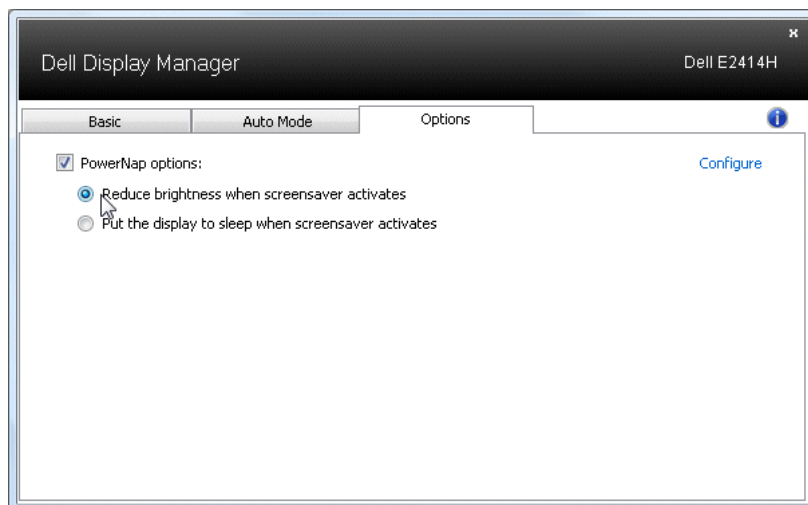 Dell Display Manager
Dell E2414H
Basic
Auto Mode
Options
PowerNap options:
Configure
Reduce brightness when screensaver activates
Put the display to sleep when screensaver activates